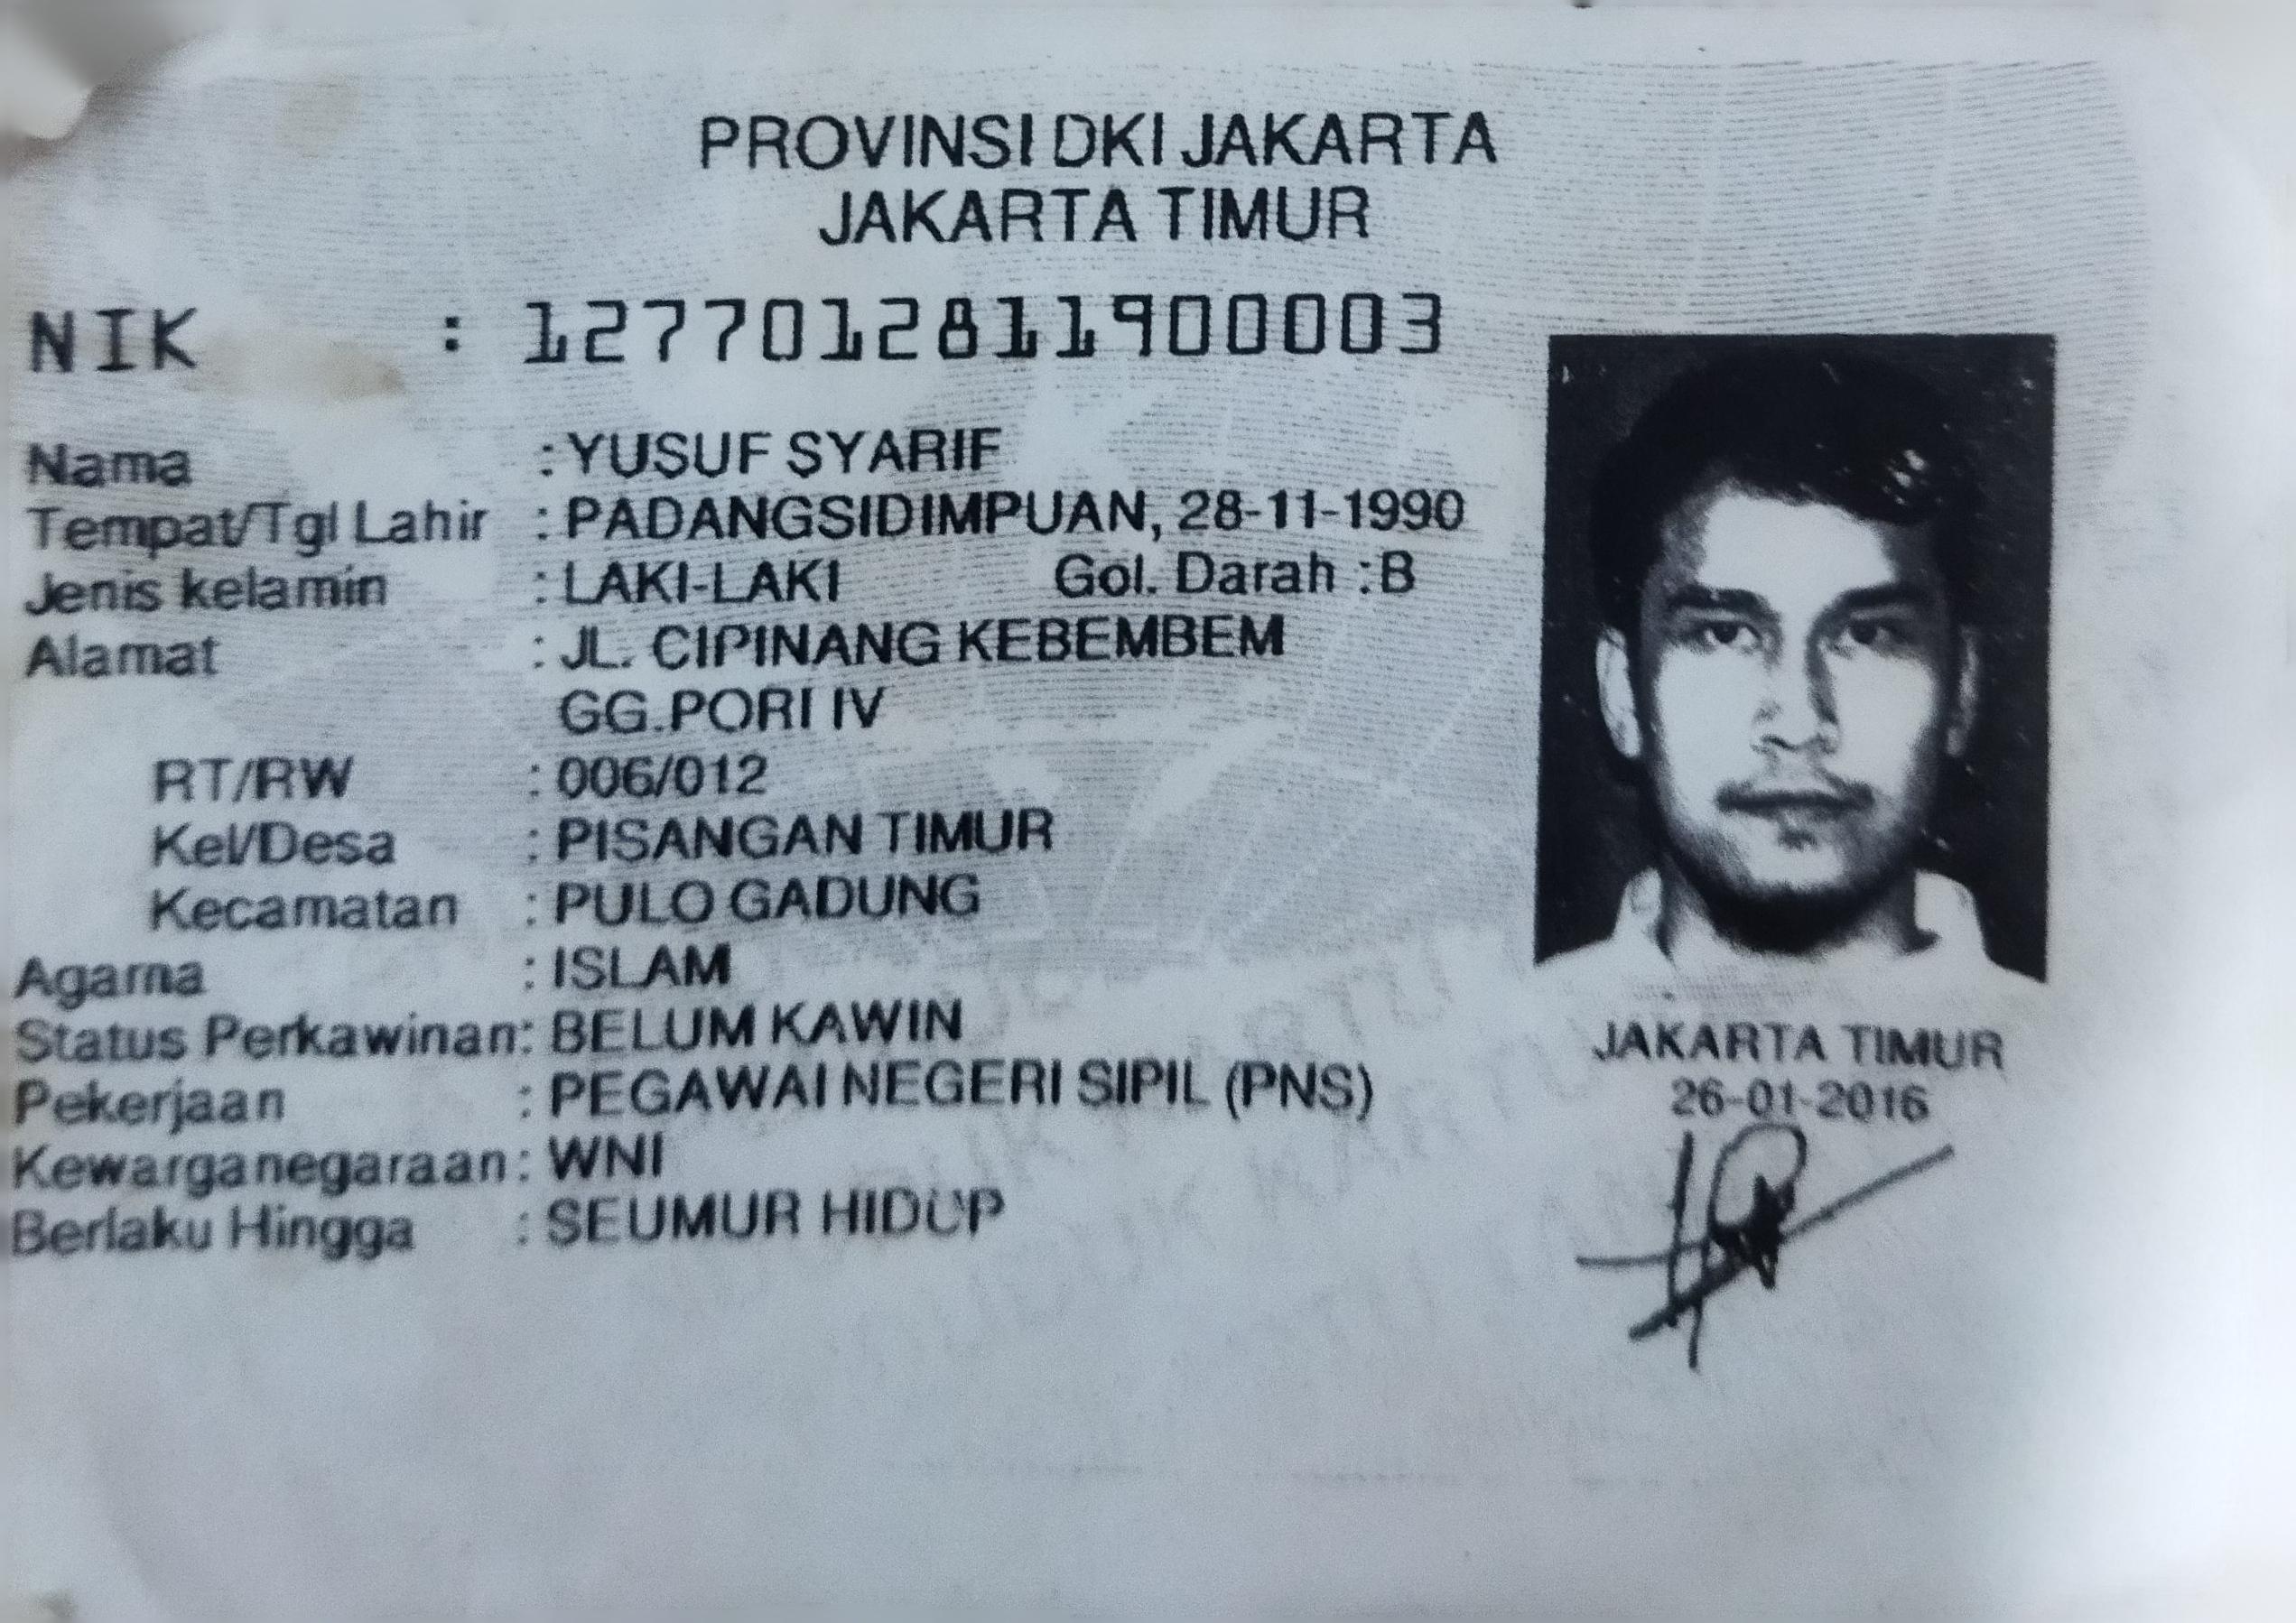 PROVINSI DKI JAKARTA
JAKARTA TIMUR
NIK : 1277012811900003
Nama : YUSUF SYARIF
Tempat/Tgl Lahir : PADANGSIDIMPUAN, 28-11-1990
Jenis kelamin : LAKI-LAKI Gol. Darah : B
Alamat : JL. CIPINANG KEBEMBEM
GG.PORI IV
RT/RW : 006/012
Kel/Desa : PISANGAN TIMUR
Kecamatan : PULO GADUNG
Agama : ISLAM
Status Perkawinan: BELUM KAWIN
Pekerjaan : PEGAWAI NEGERI SIPIL (PNS)
Kewarganegaraan: WNI
Berlaku Hingga : SEUMUR HIDUP
JAKARTA TIMUR
26-01-2016